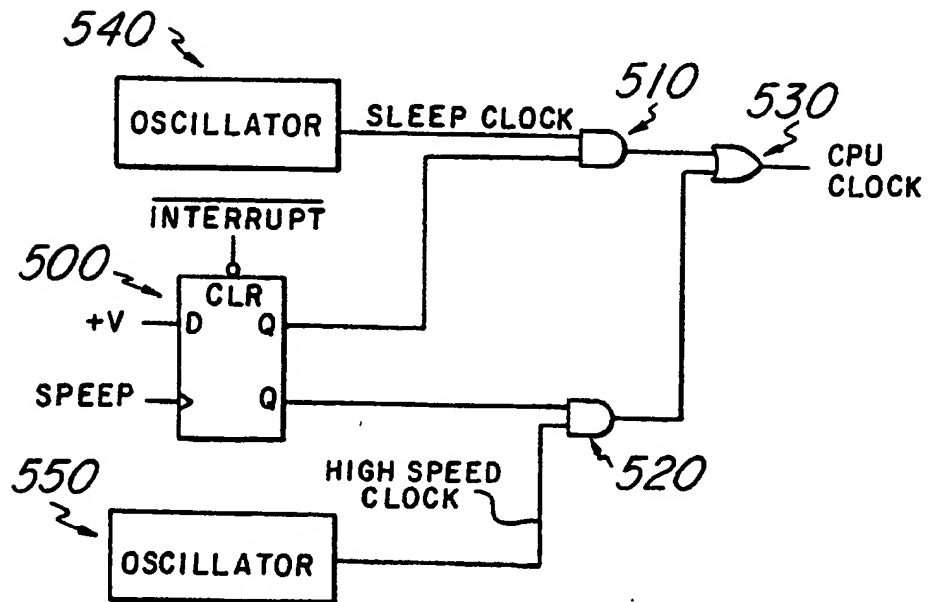 540
510
530
OSCILLATOR
SLEEP CLOCK
CPU
CLOCK
INTERRUPT
500
CLR
+V
D
Q
SPEEP
Q
520
550
HIGH SPEED
CLOCK
OSCILLATOR